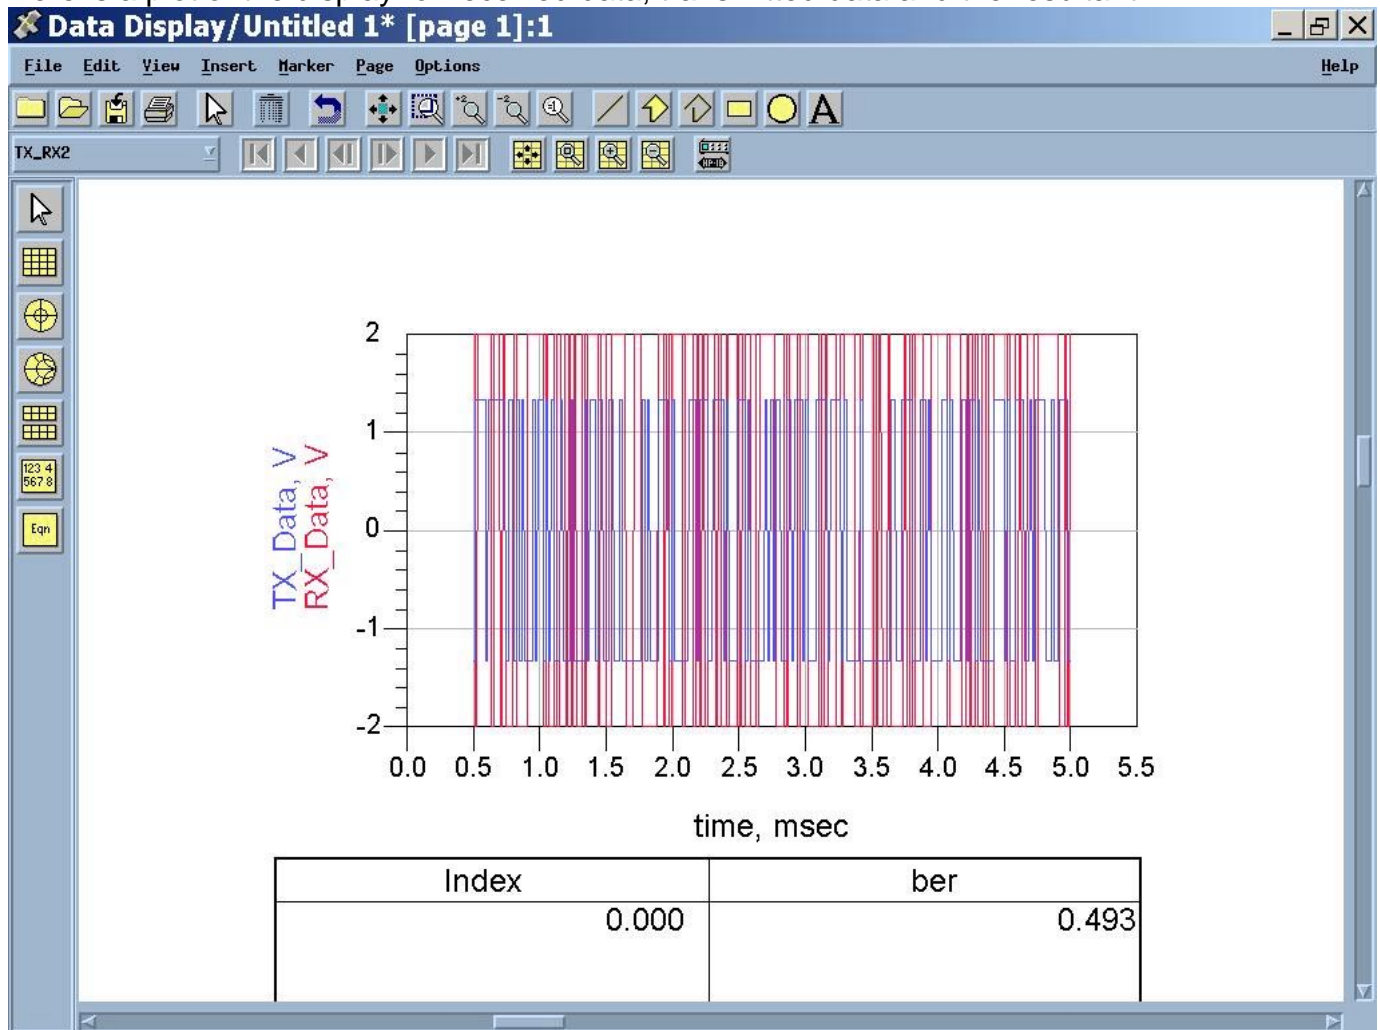 Data Display/Untitled 1* [page 1]:1
File Edit View Insert Marker Page Options Help
A
TX_RX2
HP-IB
123 4
567 8
Eqn
TX_Data, V
RX_Data, V
2
1
0
-1
-2
0.0 0.5 1.0 1.5 2.0 2.5 3.0 3.5 4.0 4.5 5.0 5.5
time, msec
Index ber
0.000 0.493